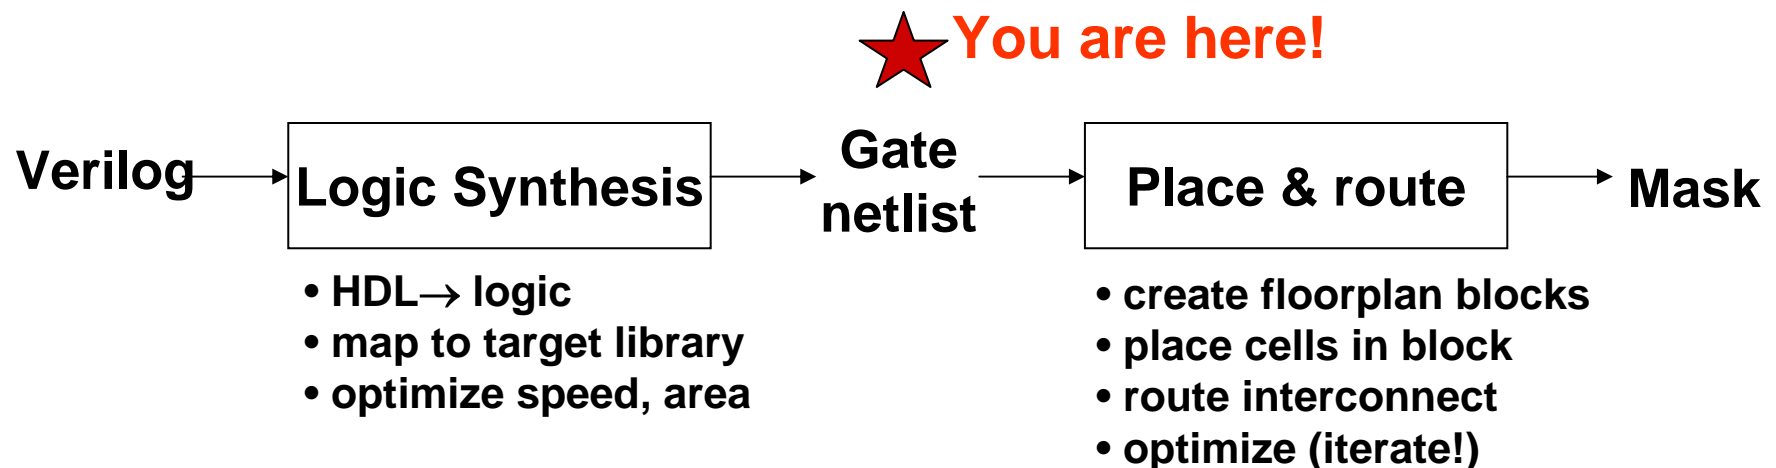 You are here!
Verilog
Logic Synthesis
Gate
netlist
Place & route
Mask
• HDL→ logic
• map to target library
• optimize speed, area
• create floorplan blocks
• place cells in block
• route interconnect
• optimize (iterate!)